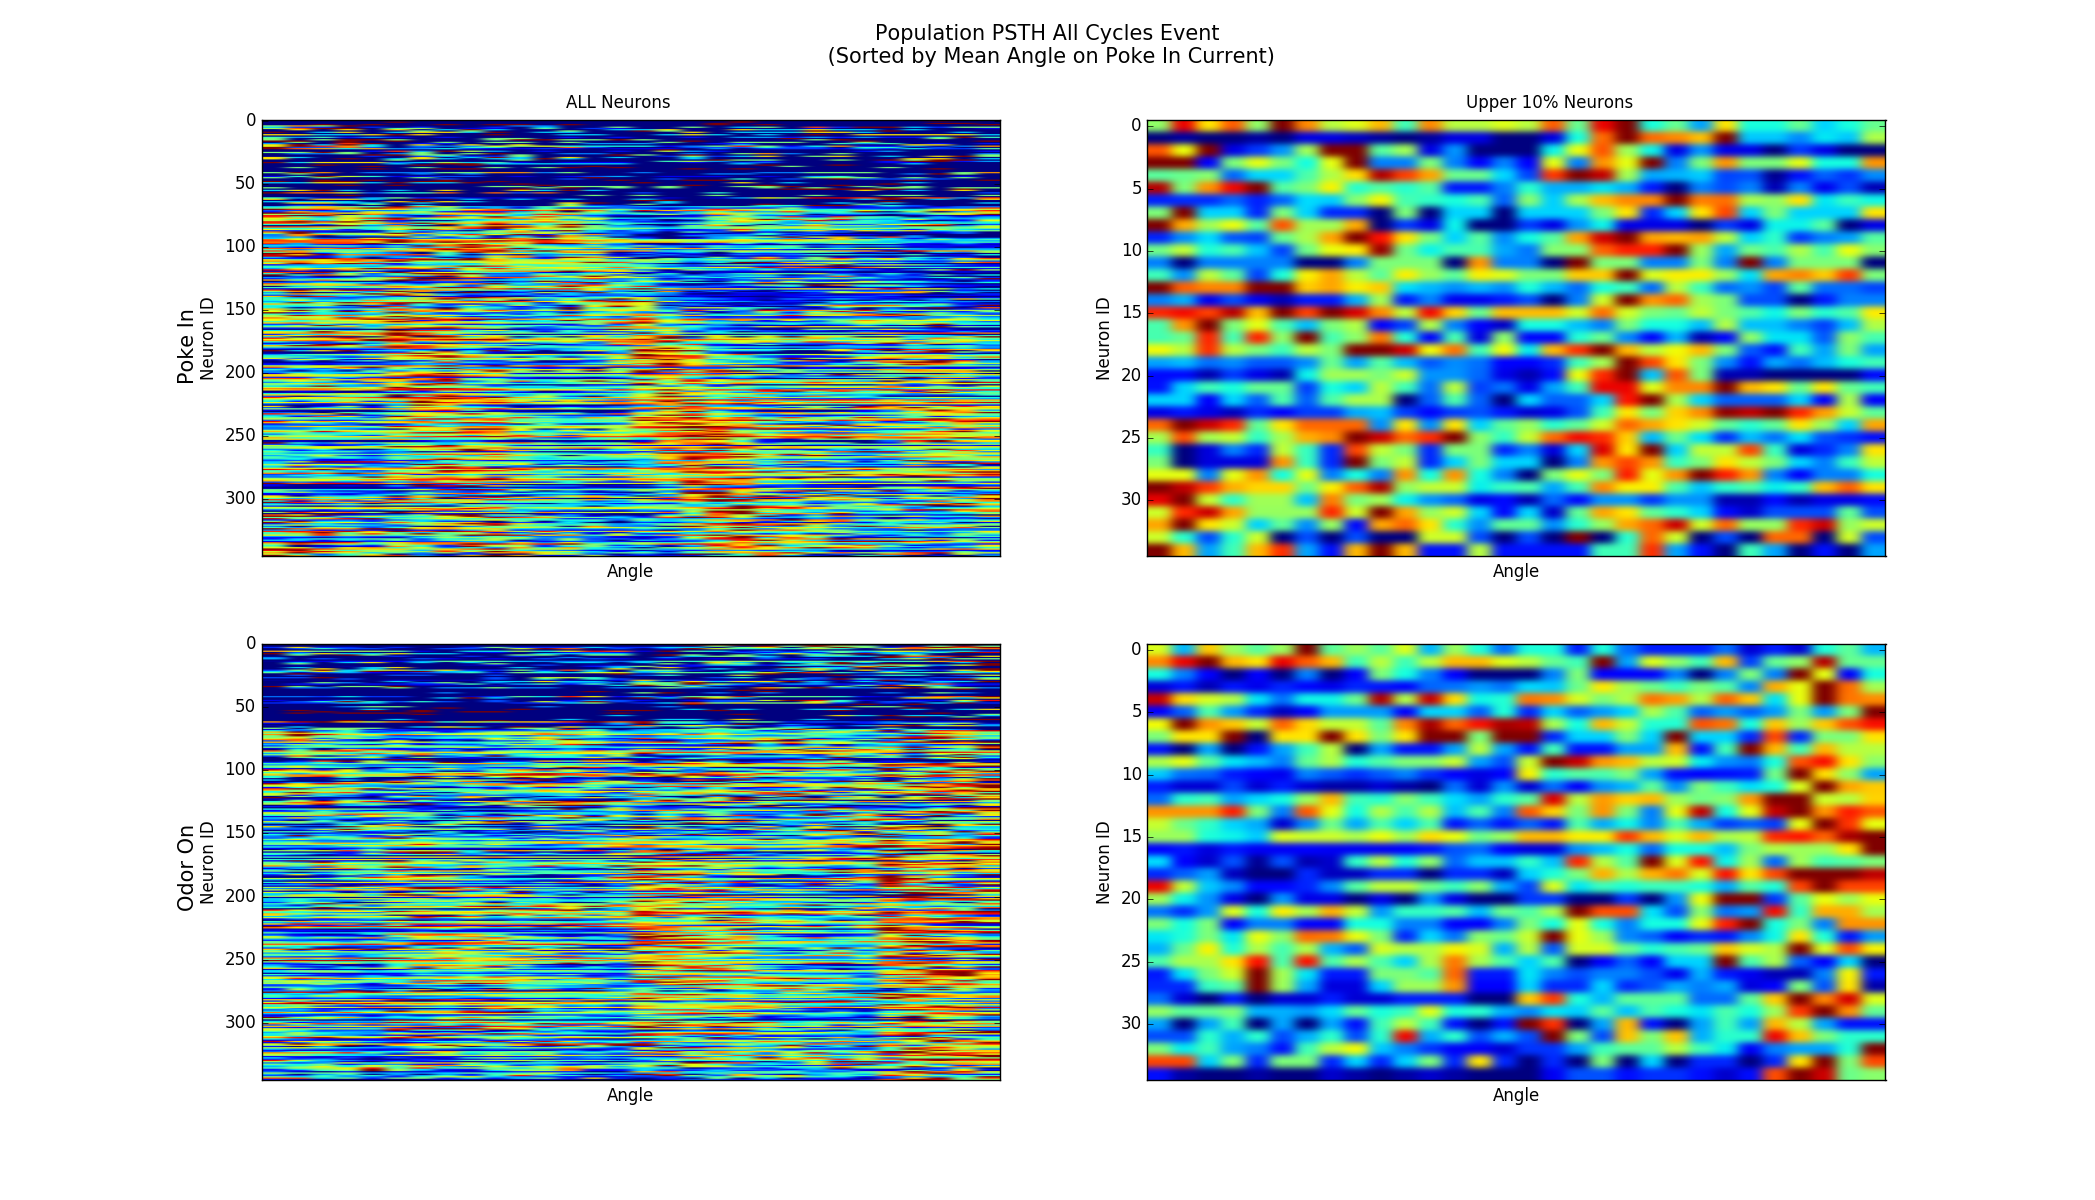 Population PSTH All Cycles Event
(Sorted by Mean Angle on Poke In Current)
ALL Neurons
Upper 10% Neurons
Poke In
Neuron ID
0
50
100
150
200
250
300
Angle
Neuron ID
0
5
10
15
20
25
30
Angle
Odor On
Neuron ID
0
50
100
150
200
250
300
Angle
Neuron ID
0
5
10
15
20
25
30
Angle